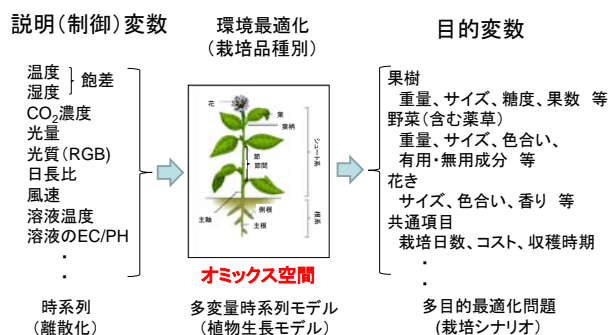 説明(制御)変数
温度
湿度
飽差
CO2濃度
光量
光質(RGB)
日長比
風速
溶液温度
溶液のEC/PH
・
・
時系列
(離散化)
環境最適化
(栽培品種別)
花
葉
葉柄
節
節間
シュート系
側根
主軸
主根
根系
オミックス空間
多変量時系列モデル
(植物生長モデル)
目的変数
果樹
重量、サイズ、糖度、果数 等
野菜(含む薬草)
重量、サイズ、色合い、
有用・無用成分 等
花き
サイズ、色合い、香り 等
共通項目
栽培日数、コスト、収穫時期
・
・
多目的最適化問題
(栽培シナリオ)